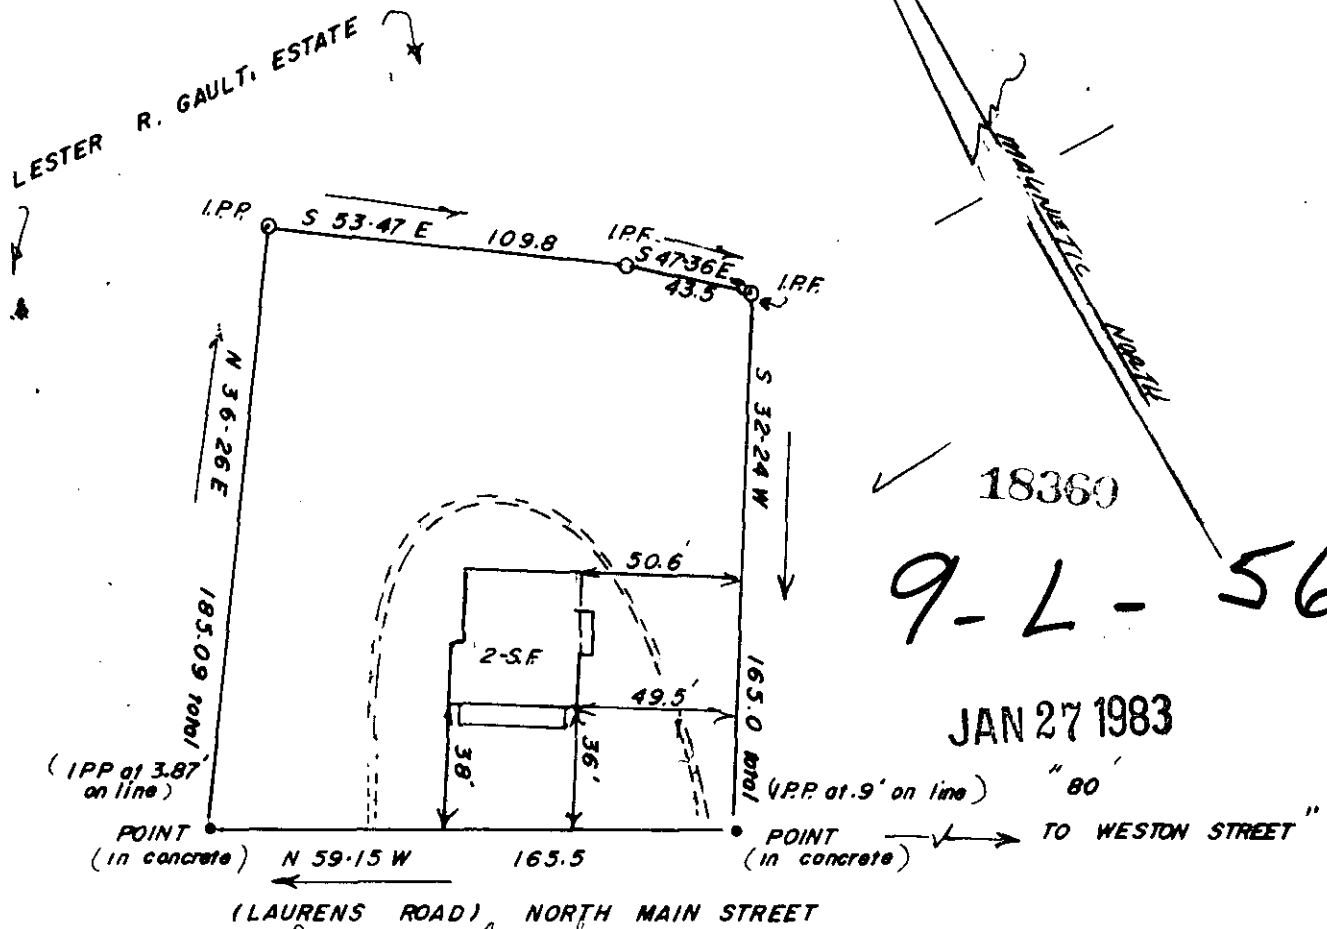 LESTER R. GAULT, ESTATE
MAGNETIC NORTH
I.P.P.
S 53-47 E 109.8
I.P.F.
S 47-36 E
43.5
I.P.F.
N 36-26 E
185.09 total
S 32-24 W
165.0 total
18369
9-L-56
JAN 27 1983
50.6'
2-S.F.
49.5'
38'
36'
(IPP at 3.87'
on line)
(I.P.P. at .9' on line)
"80'
TO WESTON STREET"
POINT
(in concrete)
N 59-15 W 165.5
POINT
(in concrete)
(LAURENS ROAD) NORTH MAIN STREET